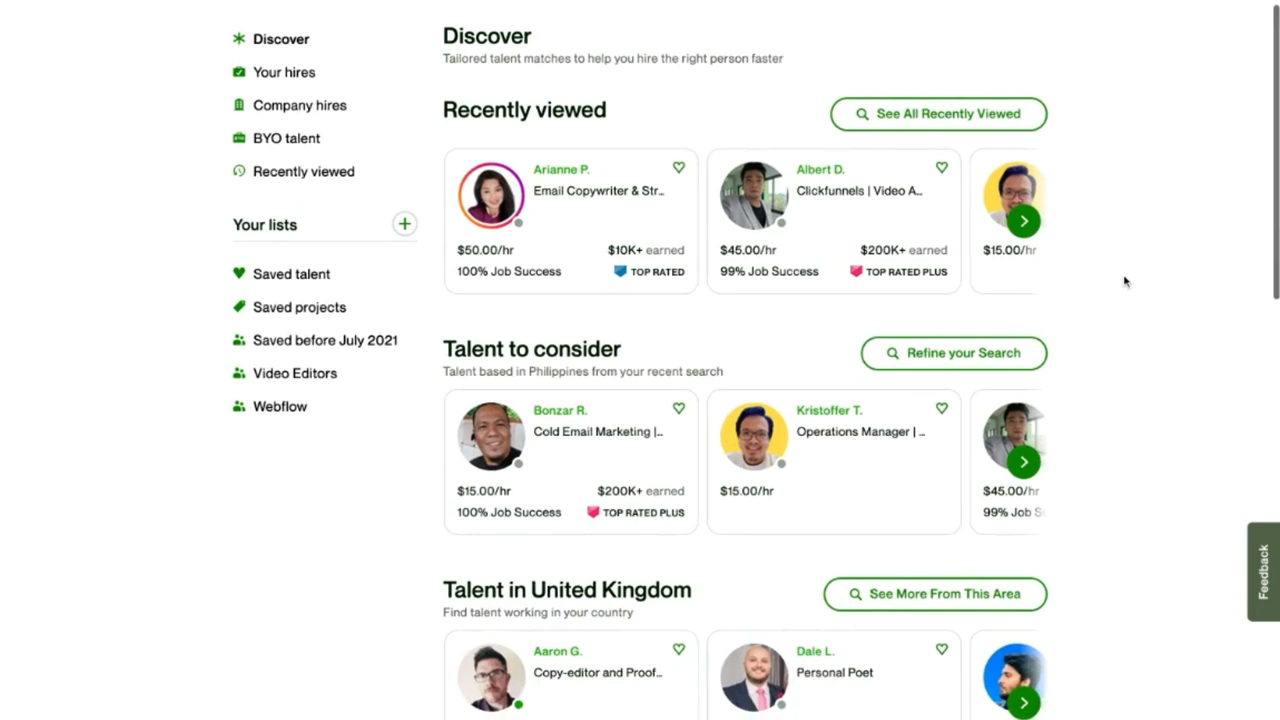 Discover
Your hires
Company hires
BYO talent
Recently viewed
Your lists
Saved talent
Saved projects
Saved before July 2021
Video Editors
Webflow
Discover
Tailored talent matches to help you hire the right person faster
Recently viewed
See All Recently Viewed
Arianne P.
Email Copywriter & Str...
$50.00/hr $10K+ earned
100% Job Success TOP RATED
Albert D.
Clickfunnels | Video A...
$45.00/hr $200K+ earned
99% Job Success TOP RATED PLUS
$15.00/hr
Talent to consider
Refine your Search
Talent based in Philippines from your recent search
Bonzar R.
Cold Email Marketing |...
$15.00/hr $200K+ earned
100% Job Success TOP RATED PLUS
Kristoffer T.
Operations Manager | ...
$15.00/hr
$45.00/hr
99% Job S
Talent in United Kingdom
See More From This Area
Find talent working in your country
Aaron G.
Copy-editor and Proof...
Dale L.
Personal Poet
Feedback